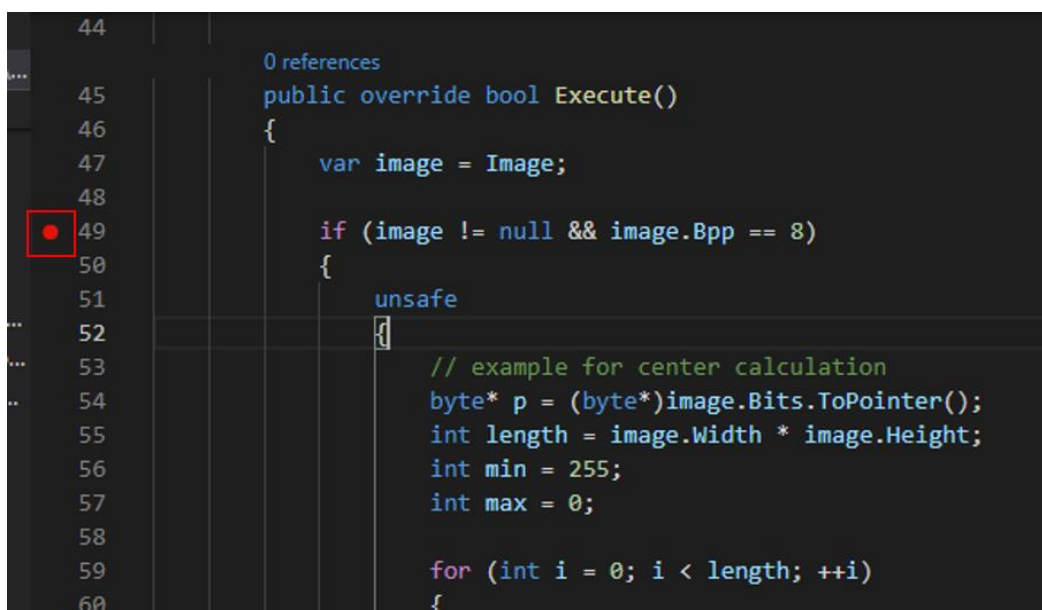 44
0 references
45 public override bool Execute()
46 {
47 var image = Image;
48
49 if (image != null && image.Bpp == 8)
50 {
51 unsafe
52 {
53 // example for center calculation
54 byte* p = (byte*)image.Bits.ToPointer();
55 int length = image.Width * image.Height;
56 int min = 255;
57 int max = 0;
58
59 for (int i = 0; i < length; ++i)
60 {